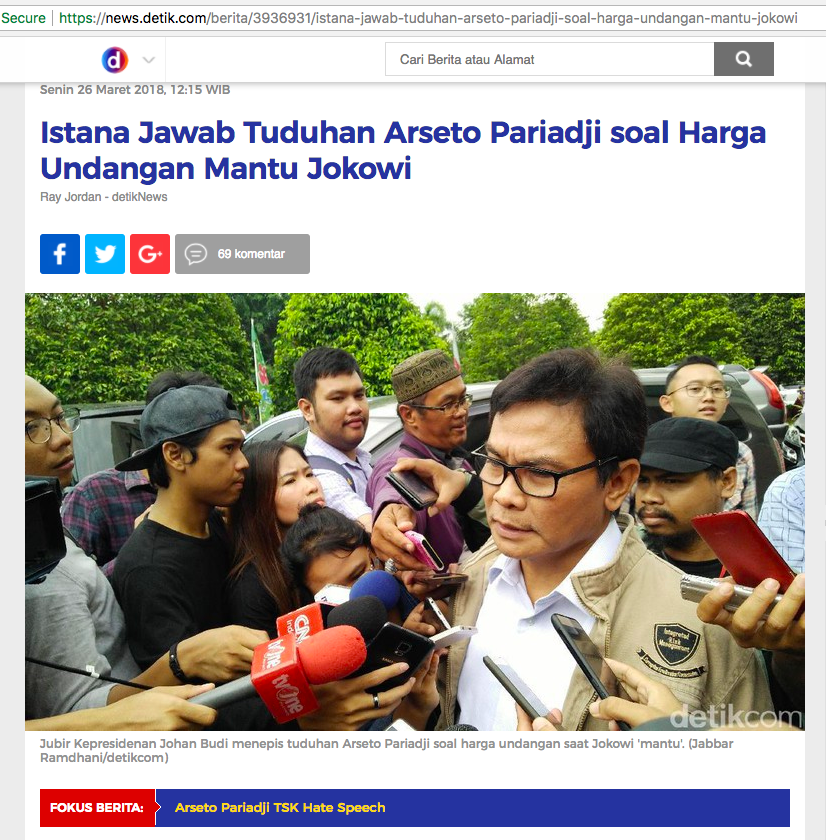 Secure https://news.detik.com/berita/3936931/istana-jawab-tuduhan-arseto-pariadji-soal-harga-undangan-mantu-jokowi
d Cari Berita atau Alamat
Senin 26 Maret 2018, 12:15 WIB
Istana Jawab Tuduhan Arseto Pariadji soal Harga
Undangan Mantu Jokowi
Ray Jordan - detikNews
f G+ 69 komentar
CNN
tvOne
tvOne
Integrated
Risk
Management
detikcom
Jubir Kepresidenan Johan Budi menepis tuduhan Arseto Pariadji soal harga undangan saat Jokowi 'mantu'. (Jabbar
Ramdhani/detikcom)
FOKUS BERITA: Arseto Pariadji TSK Hate Speech